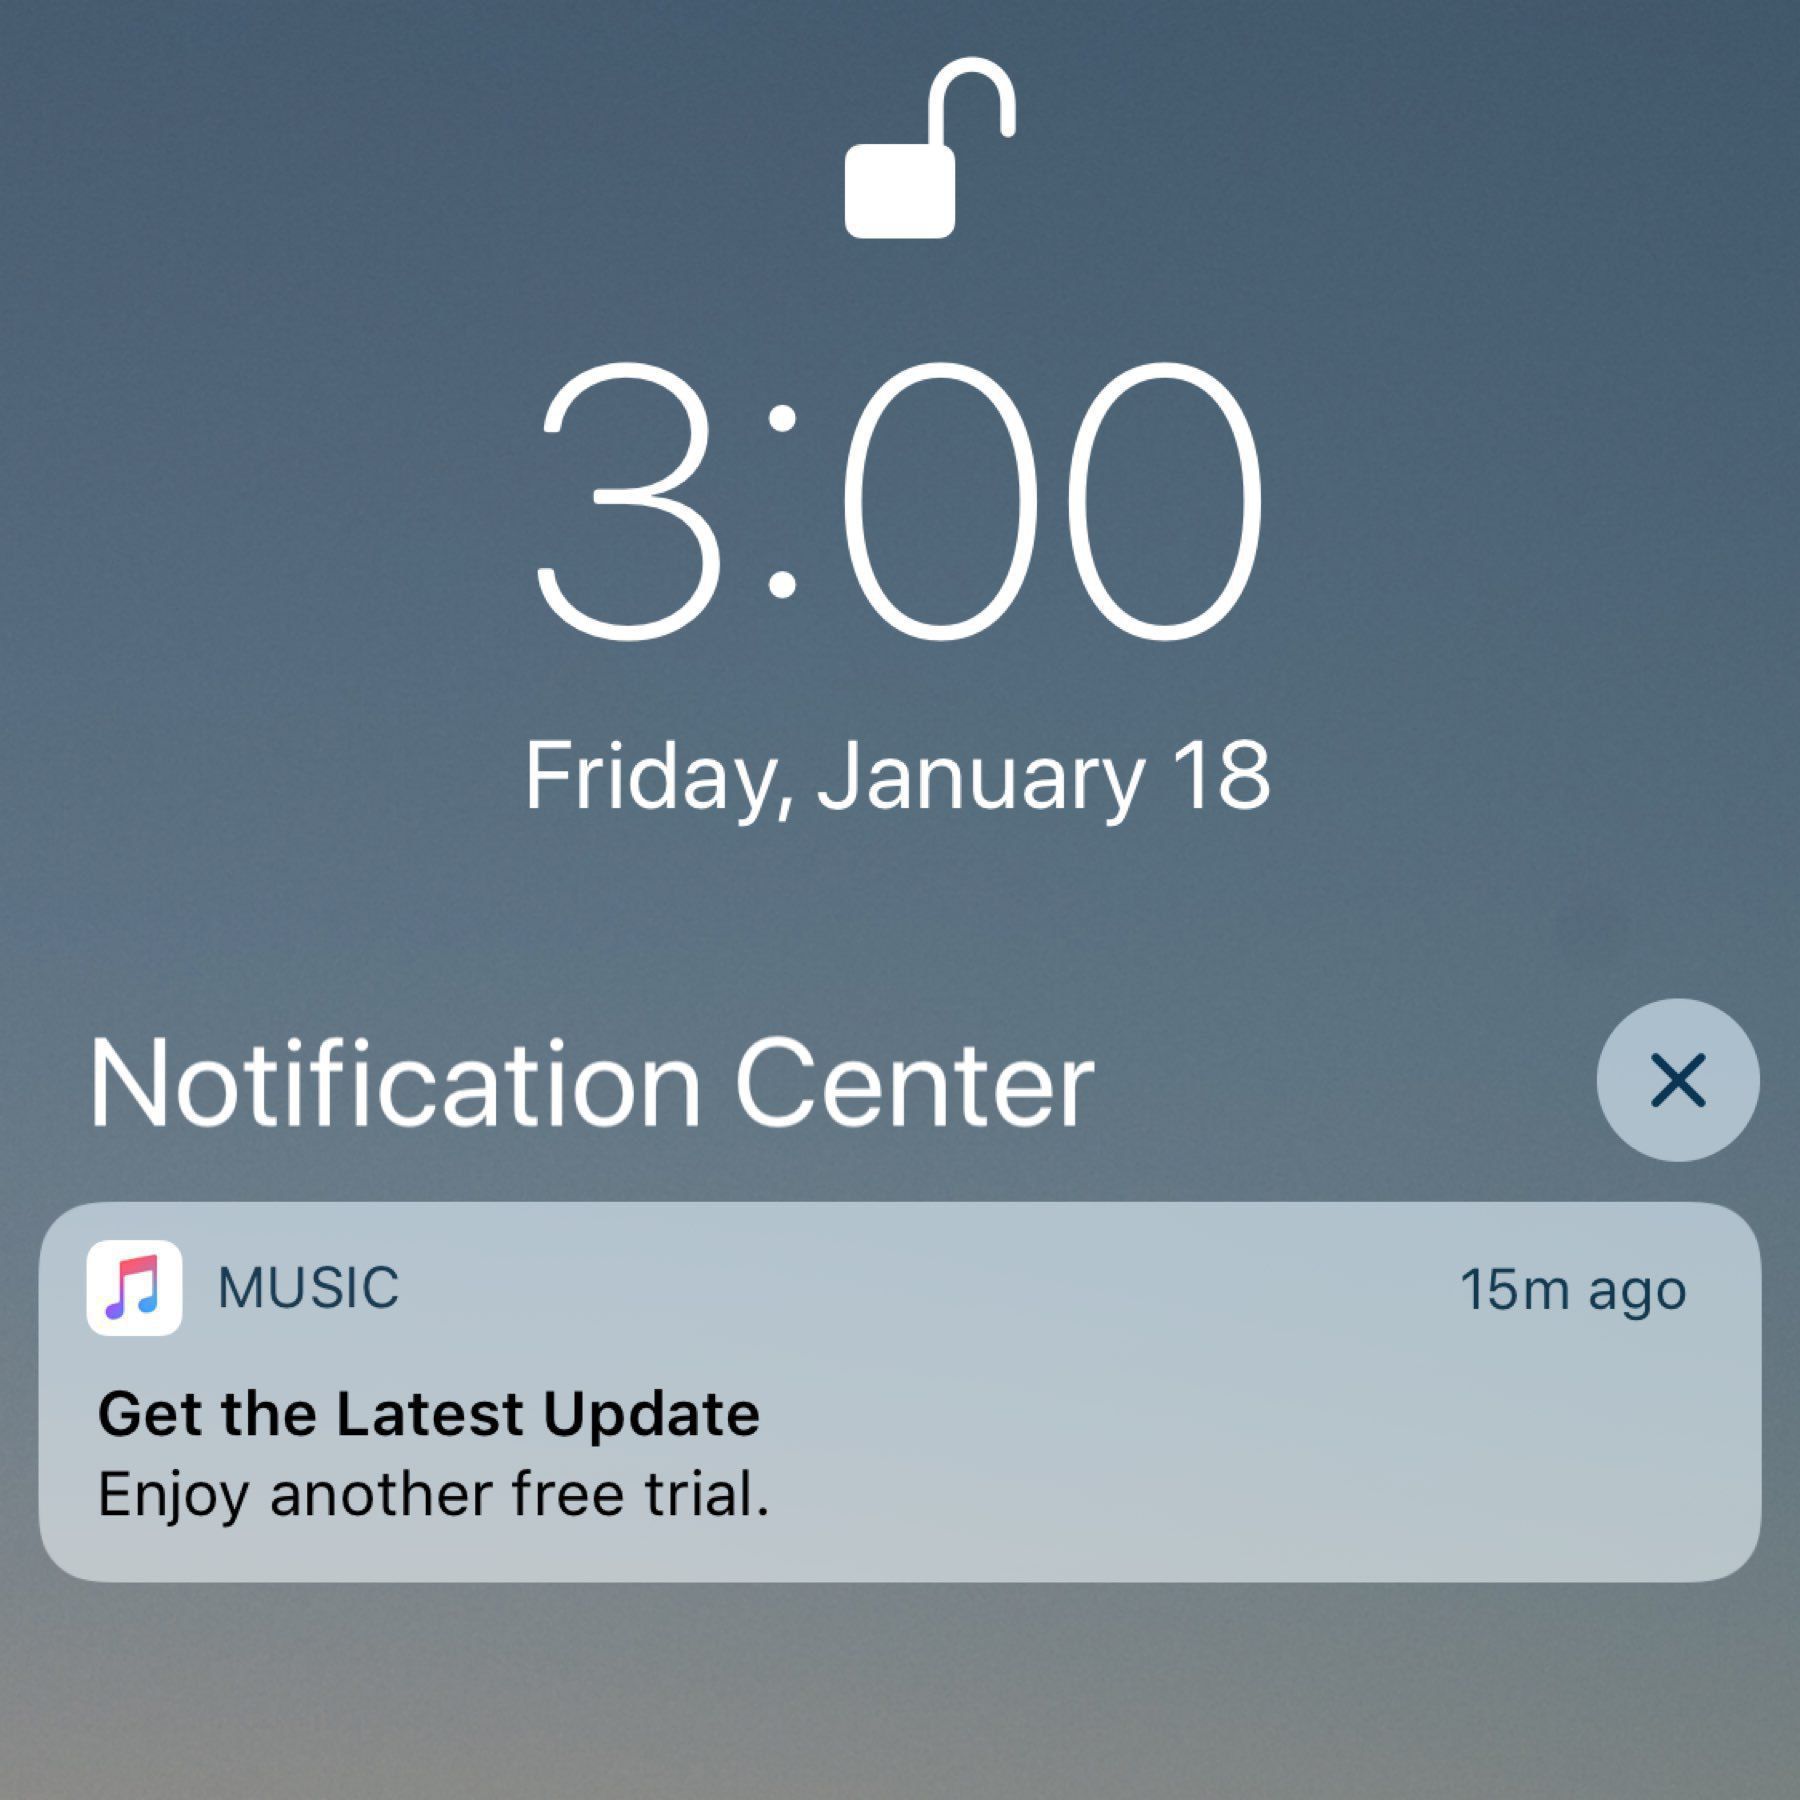 3:00
Friday, January 18
Notification Center
MUSIC 15m ago
Get the Latest Update
Enjoy another free trial.